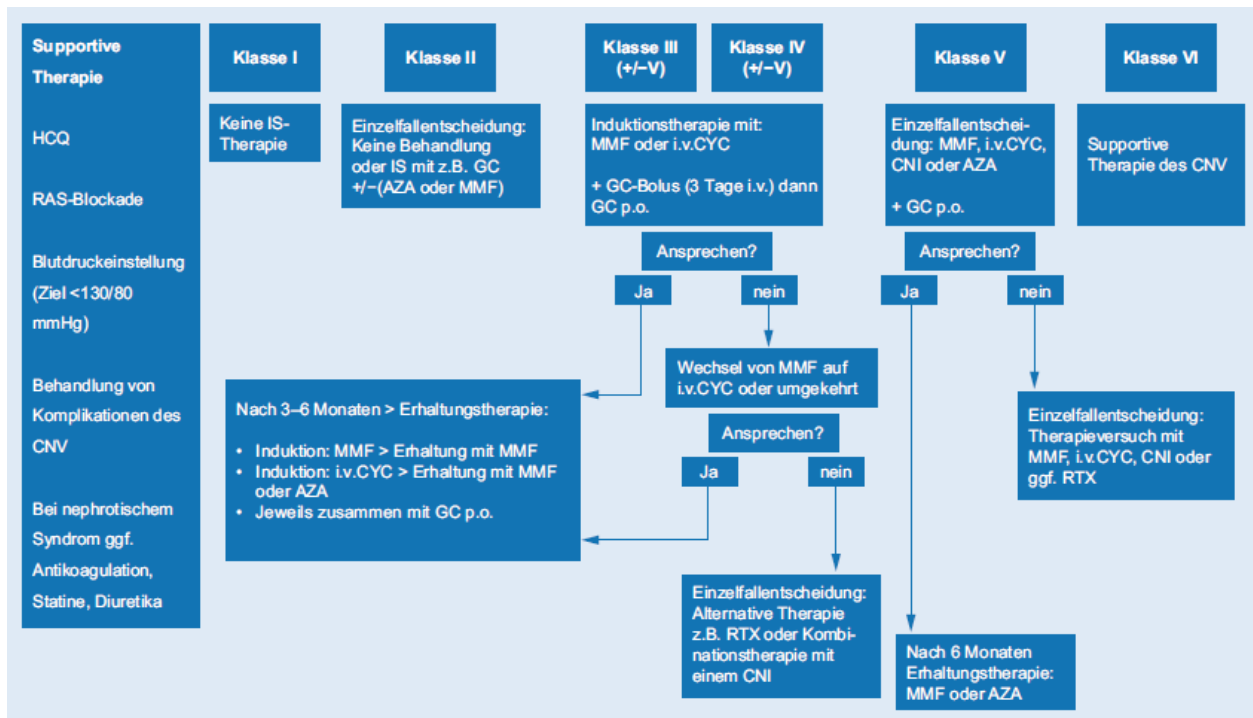 Supportive
Therapie
HCQ
RAS-Blockade
Blutdruckeinstellung
(Ziel <130/80
mmHg)
Behandlung von
Komplikationen des
CNV
Bei nephrotischem
Syndrom ggf.
Antikoagulation,
Statine, Diuretika
Klasse I
Keine IS-
Therapie
Klasse II
Einzelfallentscheidung:
Keine Behandlung
oder IS mit z.B. GC
+/−(AZA oder MMF)
Klasse III
(+/−V)
Klasse IV
(+/−V)
Induktionstherapie mit:
MMF oder i.v.CYC
+ GC-Bolus (3 Tage i.v.) dann
GC p.o.
Ansprechen?
Ja
nein
Wechsel von MMF auf
i.v.CYC oder umgekehrt
Ansprechen?
Ja
nein
Nach 3–6 Monaten > Erhaltungstherapie:
• Induktion: MMF > Erhaltung mit MMF
• Induktion: i.v.CYC > Erhaltung mit MMF
oder AZA
• Jeweils zusammen mit GC p.o.
Einzelfallentscheidung:
Alternative Therapie
z.B. RTX oder Kombi-
nationstherapie mit
einem CNI
Klasse V
Einzelfallentschei-
dung: MMF, i.v.CYC,
CNI oder AZA
+ GC p.o.
Ansprechen?
Ja
nein
Einzelfallentscheidung:
Therapieversuch mit
MMF, i.v.CYC, CNI oder
ggf. RTX
Nach 6 Monaten
Erhaltungstherapie:
MMF oder AZA
Klasse VI
Supportive
Therapie des CNV